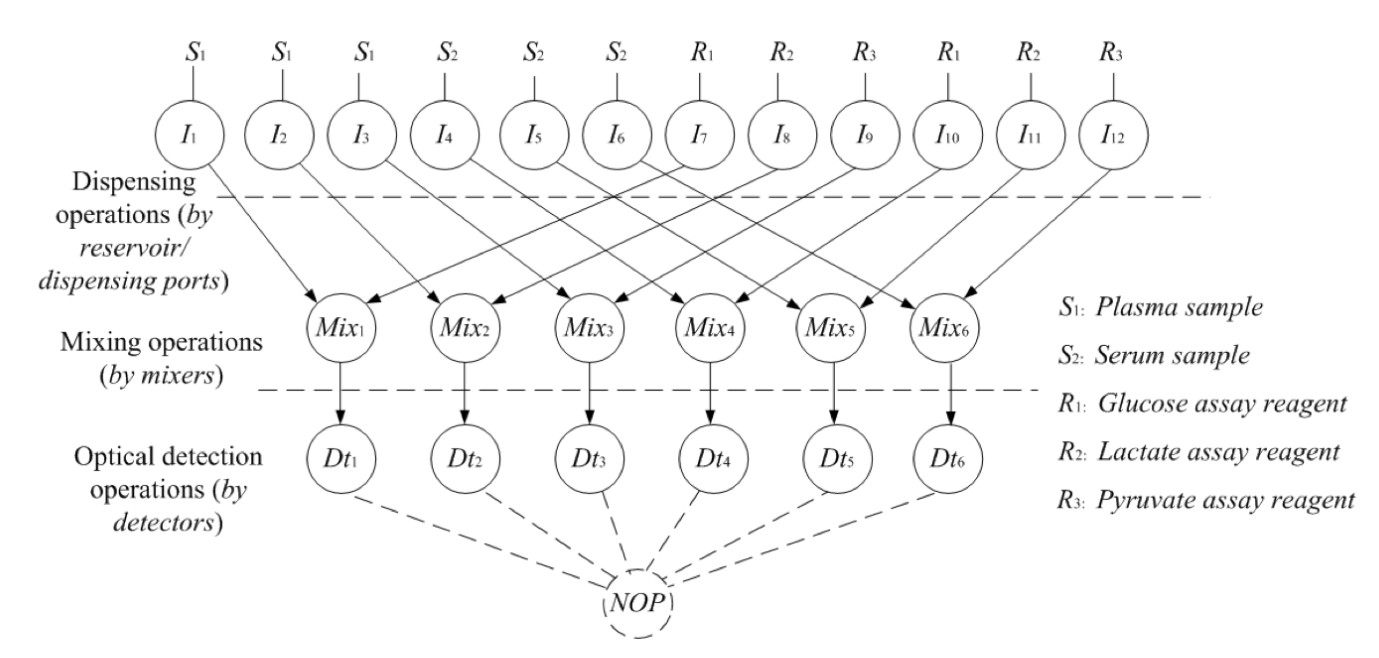 S1 S1 S1 S2 S2 S2 R1 R2 R3 R1 R2 R3
I1 I2 I3 I4 I5 I6 I7 I8 I9 I10 I11 I12
Dispensing
operations (by
reservoir/
dispensing ports)
Mix1 Mix2 Mix3 Mix4 Mix5 Mix6
Mixing operations
(by mixers)
Dt1 Dt2 Dt3 Dt4 Dt5 Dt6
Optical detection
operations (by
detectors)
NOP
S1: Plasma sample
S2: Serum sample
R1: Glucose assay reagent
R2: Lactate assay reagent
R3: Pyruvate assay reagent